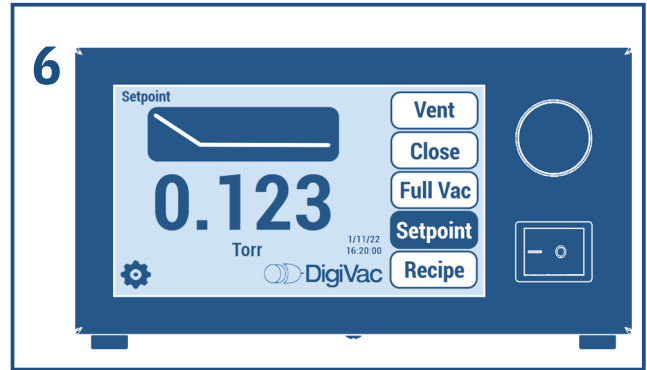 6
Setpoint
0.123
Torr
1/11/22
16:20:00
DigiVac
Vent
Close
Full Vac
Setpoint
Recipe